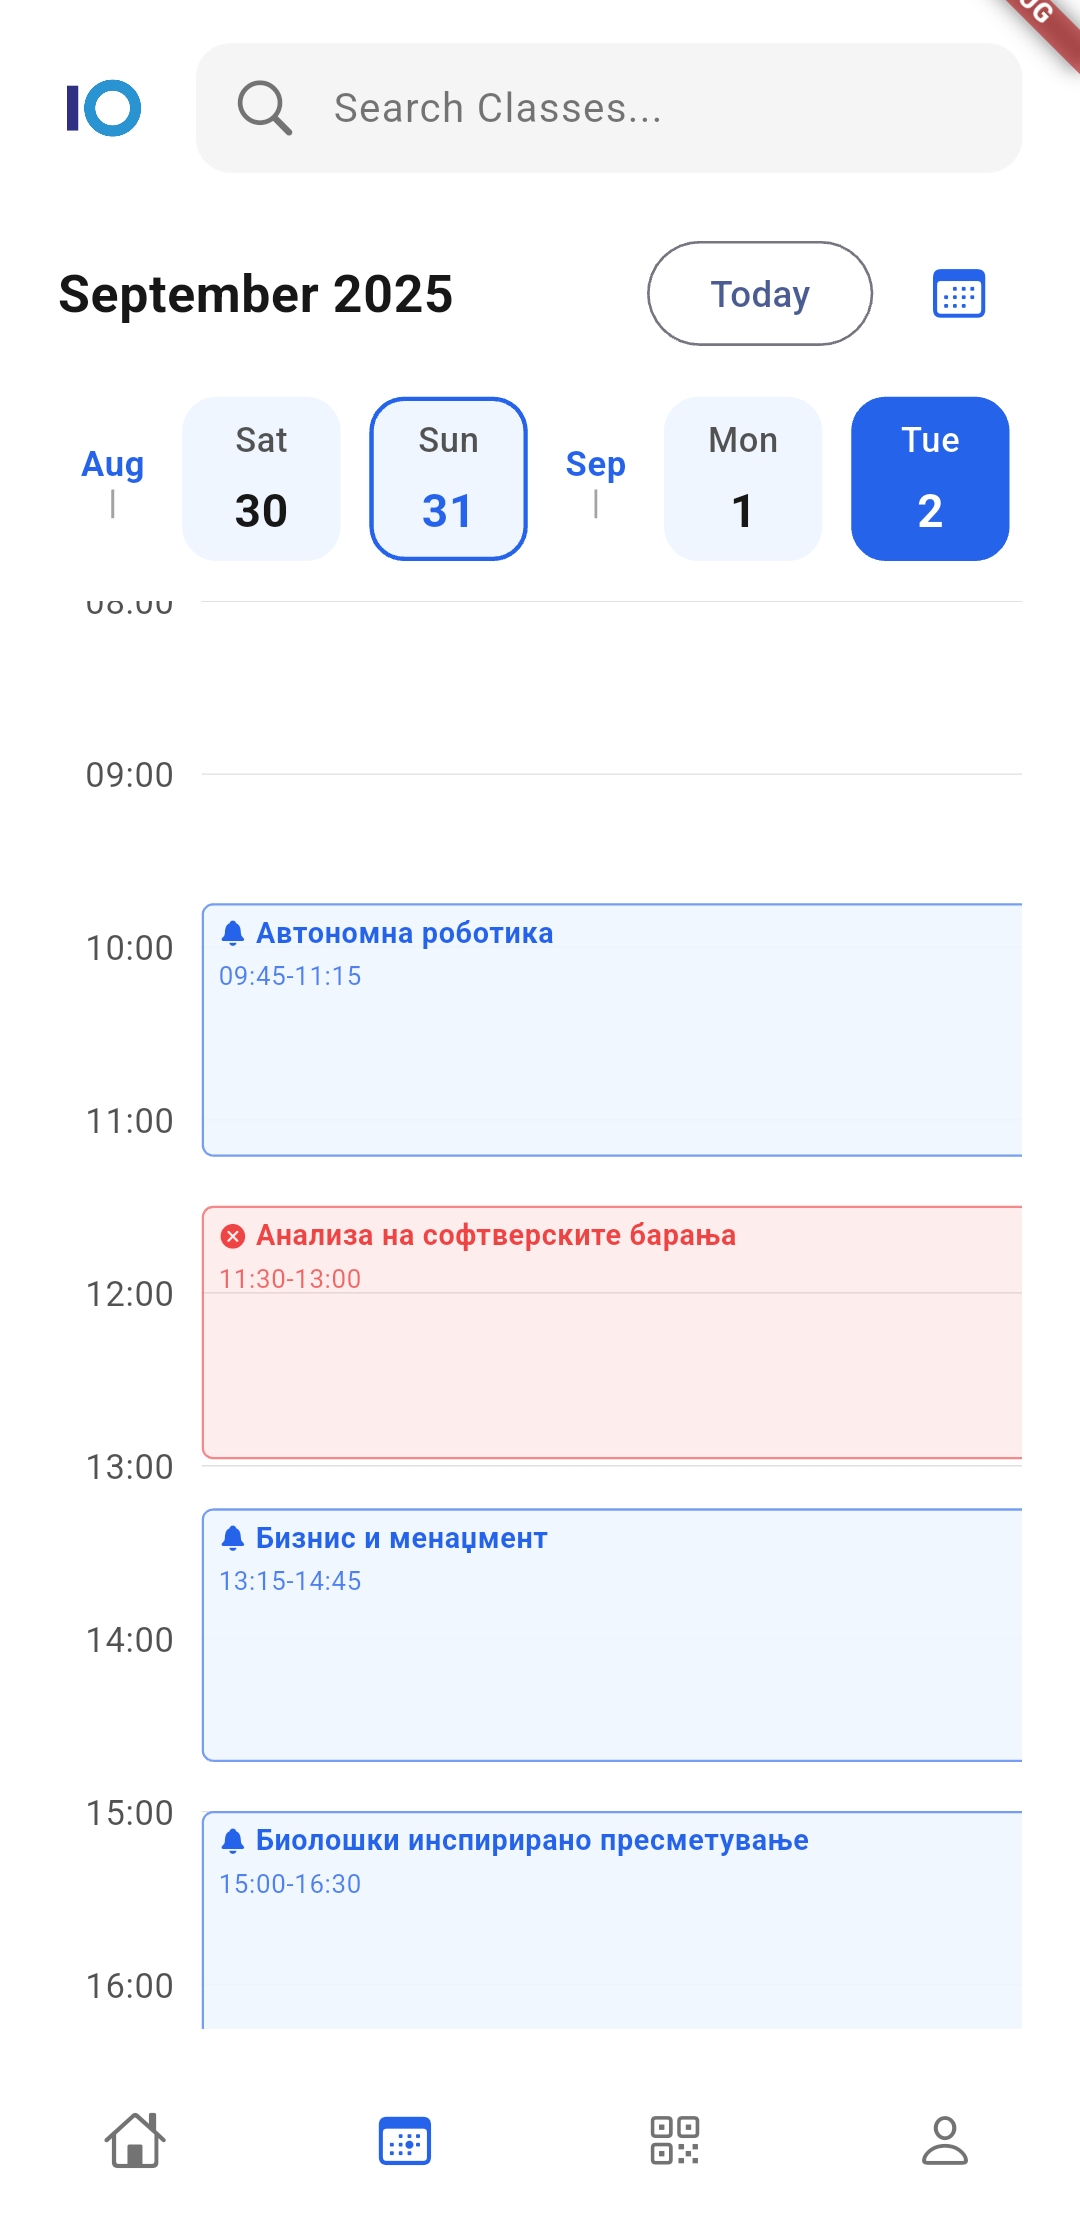 IO
Search Classes...
September 2025
Today
Aug
Sat
30
Sun
31
Sep
Mon
1
Tue
2
08:00
09:00
10:00
Автономна роботика
09:45-11:15
11:00
Анализа на софтверските барања
11:30-13:00
12:00
13:00
Бизнис и менаџмент
13:15-14:45
14:00
15:00
Биолошки инспирирано пресметување
15:00-16:30
16:00